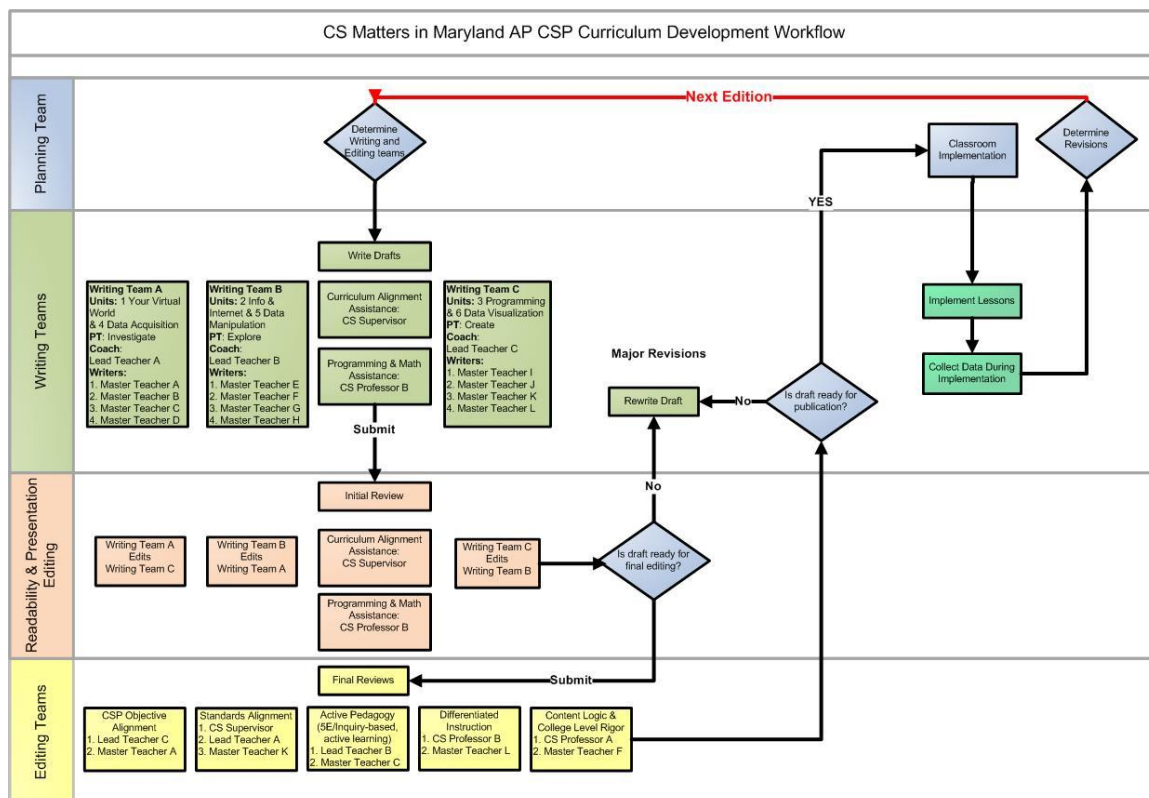 CS Matters in Maryland AP CSP Curriculum Development Workflow
Planning Team
Next Edition
Determine
Writing and
Editing teams
Classroom
Implementation
Determine
Revisions
YES
Writing Teams
Write Drafts
Writing Team A
Units: 1 Your Virtual
World
& 4 Data Acquisition
PT: Investigate
Coach:
Lead Teacher A
Writers:
1. Master Teacher A
2. Master Teacher B
3. Master Teacher C
4. Master Teacher D
Writing Team B
Units: 2 Info &
Internet & 5 Data
Manipulation
PT: Explore
Coach:
Lead Teacher B
Writers:
1. Master Teacher E
2. Master Teacher F
3. Master Teacher G
4. Master Teacher H
Curriculum Alignment
Assistance:
CS Supervisor
Programming & Math
Assistance:
CS Professor B
Writing Team C
Units: 3 Programming
& 6 Data Visualization
PT: Create
Coach:
Lead Teacher C
Writers:
1. Master Teacher I
2. Master Teacher J
3. Master Teacher K
4. Master Teacher L
Implement Lessons
Collect Data During
Implementation
Major Revisions
Rewrite Draft
No
Is draft ready for
publication?
Submit
No
Readability & Presentation
Editing
Initial Review
Writing Team A
Edits
Writing Team C
Writing Team B
Edits
Writing Team A
Curriculum Alignment
Assistance:
CS Supervisor
Programming & Math
Assistance:
CS Professor B
Writing Team C
Edits
Writing Team B
Is draft ready for
final editing?
Editing Teams
Final Reviews
Submit
CSP Objective
Alignment
1. Lead Teacher C
2. Master Teacher A
Standards Alignment
1. CS Supervisor
2. Lead Teacher A
3. Master Teacher K
Active Pedagogy
(5E/Inquiry-based,
active learning)
1. Lead Teacher B
2. Master Teacher C
Differentiated
Instruction
1. CS Professor B
2. Master Teacher L
Content Logic &
College Level Rigor
1. CS Professor A
2. Master Teacher F